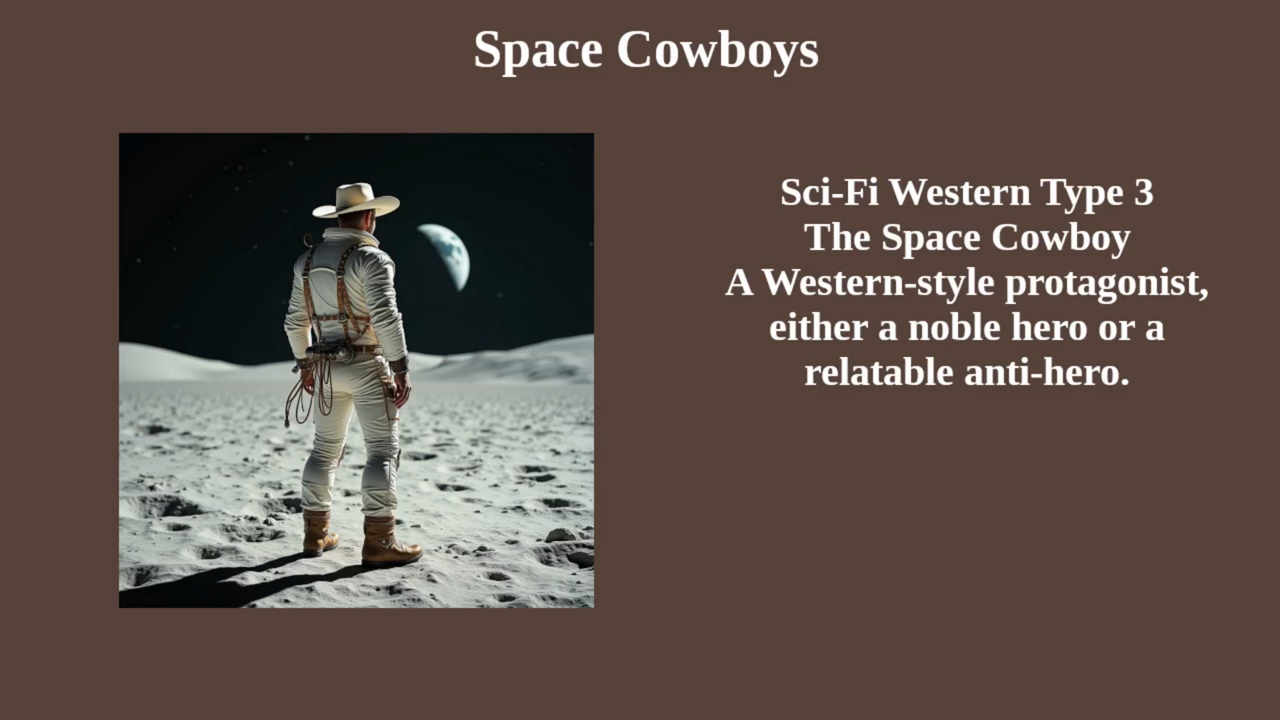 Space Cowboys
Sci-Fi Western Type 3
The Space Cowboy
A Western-style protagonist,
either a noble hero or a
relatable anti-hero.